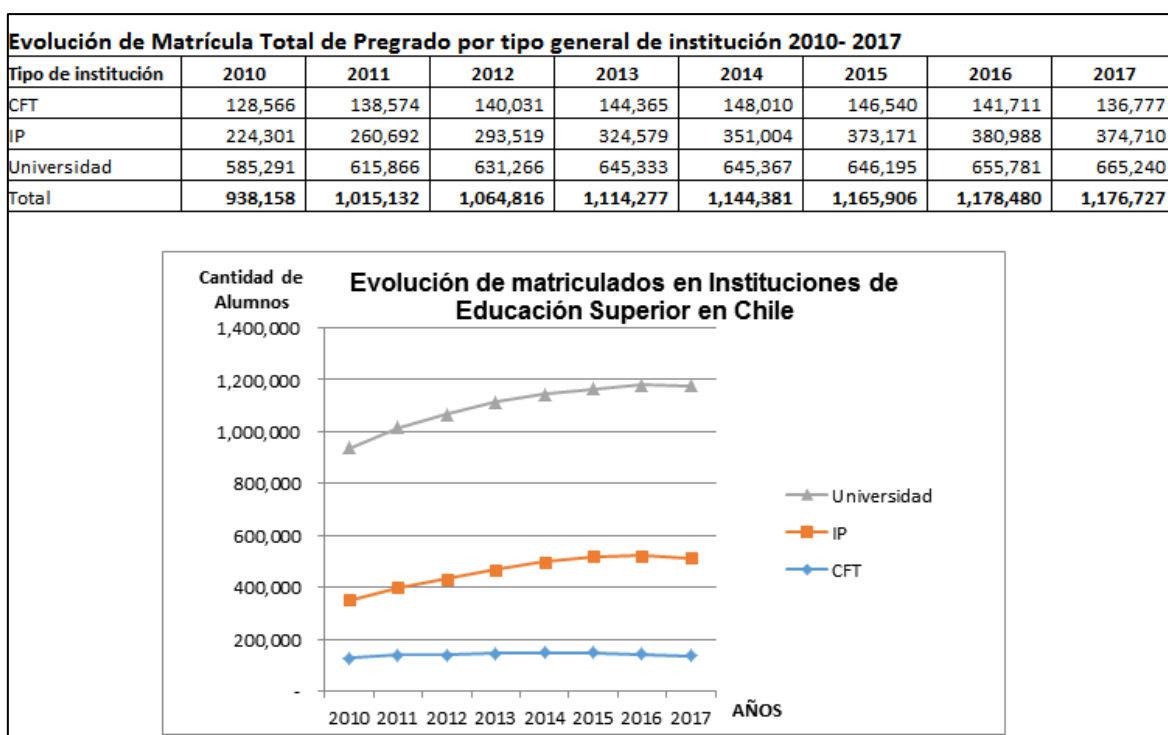 Evolución de Matrícula Total de Pregrado por tipo general de institución 2010- 2017
Tipo de institución 2010 2011 2012 2013 2014 2015 2016 2017
CFT 128,566 138,574 140,031 144,365 148,010 146,540 141,711 136,777
IP 224,301 260,692 293,519 324,579 351,004 373,171 380,988 374,710
Universidad 585,291 615,866 631,266 645,333 645,367 646,195 655,781 665,240
Total 938,158 1,015,132 1,064,816 1,114,277 1,144,381 1,165,906 1,178,480 1,176,727
Cantidad de
Alumnos
Evolución de matriculados en Instituciones de
Educación Superior en Chile
1,400,000
1,200,000
1,000,000
800,000
600,000
400,000
200,000
-
Universidad
IP
CFT
2010 2011 2012 2013 2014 2015 2016 2017 AÑOS